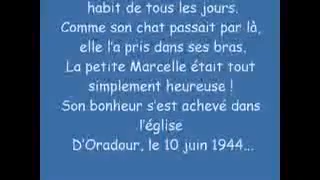 habit de tous les jours.
Comme son chat passait par là,
elle l'a pris dans ses bras,
La petite Marcelle était tout
simplement heureuse !
Son bonheur s'est achevé dans
l'église
D'Oradour, le 10 juin 1944...